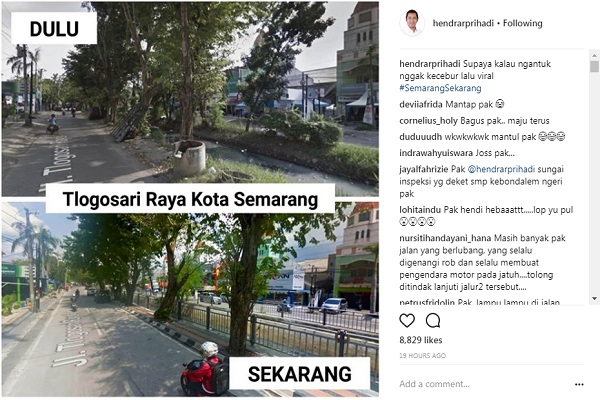 DULU
Jl. Tlogosari
Tlogosari Raya Kota Semarang
Jl. Tlogosari
SEKARANG
hendrarprihadi • Following
hendrarprihadi Supaya kalau ngantuk
nggak kecebur lalu viral
#SemarangSekarang
deviiafrida Mantap pak 😂
cornelius_holy Bagus pak.. maju terus
duduuudh wkwkwkwk mantul pak 😂😂😂
indrawahyuiswara Joss pak...
jayalfahrizie Pak @hendrarprihadi sungai
inspeksi yg deket smp kebondalem ngeri
pak
lohitaindu Pak hendi hebaaattt.....lop yu pul
😘😘😘😘
nursitihandayani_hana Masih banyak pak
jalan yang berlubang, yang selalu
digenangi rob dan selalu membuat
pengendara motor pada jatuh....tolong
ditindak lanjuti jalur2 tersebut....
petrusfridolin Pak, lampu lampu di jalan
8,829 likes
19 HOURS AGO
Add a comment...